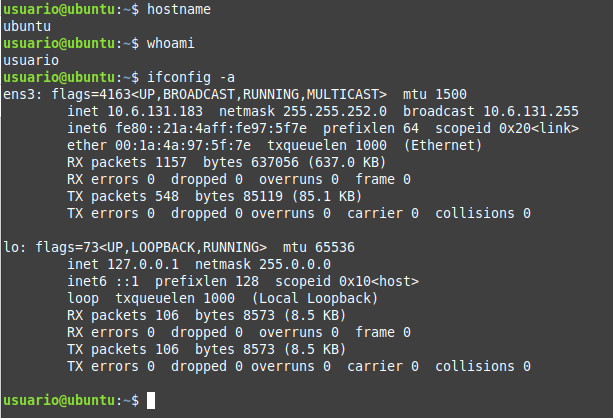 usuario@ubuntu:~$ hostname
ubuntu
usuario@ubuntu:~$ whoami
usuario
usuario@ubuntu:~$ ifconfig -a
ens3: flags=4163<UP,BROADCAST,RUNNING,MULTICAST>  mtu 1500
        inet 10.6.131.183  netmask 255.255.252.0  broadcast 10.6.131.255
        inet6 fe80::21a:4aff:fe97:5f7e  prefixlen 64  scopeid 0x20<link>
        ether 00:1a:4a:97:5f:7e  txqueuelen 1000  (Ethernet)
        RX packets 1157  bytes 637056 (637.0 KB)
        RX errors 0  dropped 0  overruns 0  frame 0
        TX packets 548  bytes 85119 (85.1 KB)
        TX errors 0  dropped 0 overruns 0  carrier 0  collisions 0

lo: flags=73<UP,LOOPBACK,RUNNING>  mtu 65536
        inet 127.0.0.1  netmask 255.0.0.0
        inet6 ::1  prefixlen 128  scopeid 0x10<host>
        loop  txqueuelen 1000  (Local Loopback)
        RX packets 106  bytes 8573 (8.5 KB)
        RX errors 0  dropped 0  overruns 0  frame 0
        TX packets 106  bytes 8573 (8.5 KB)
        TX errors 0  dropped 0 overruns 0  carrier 0  collisions 0

usuario@ubuntu:~$